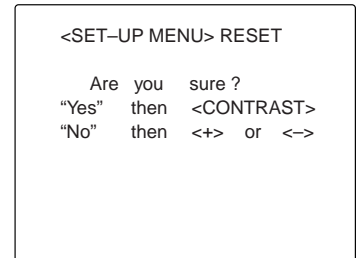 <SET–UP MENU> RESET
Are you sure ?
“Yes” then <CONTRAST>
“No” then <+> or <–>